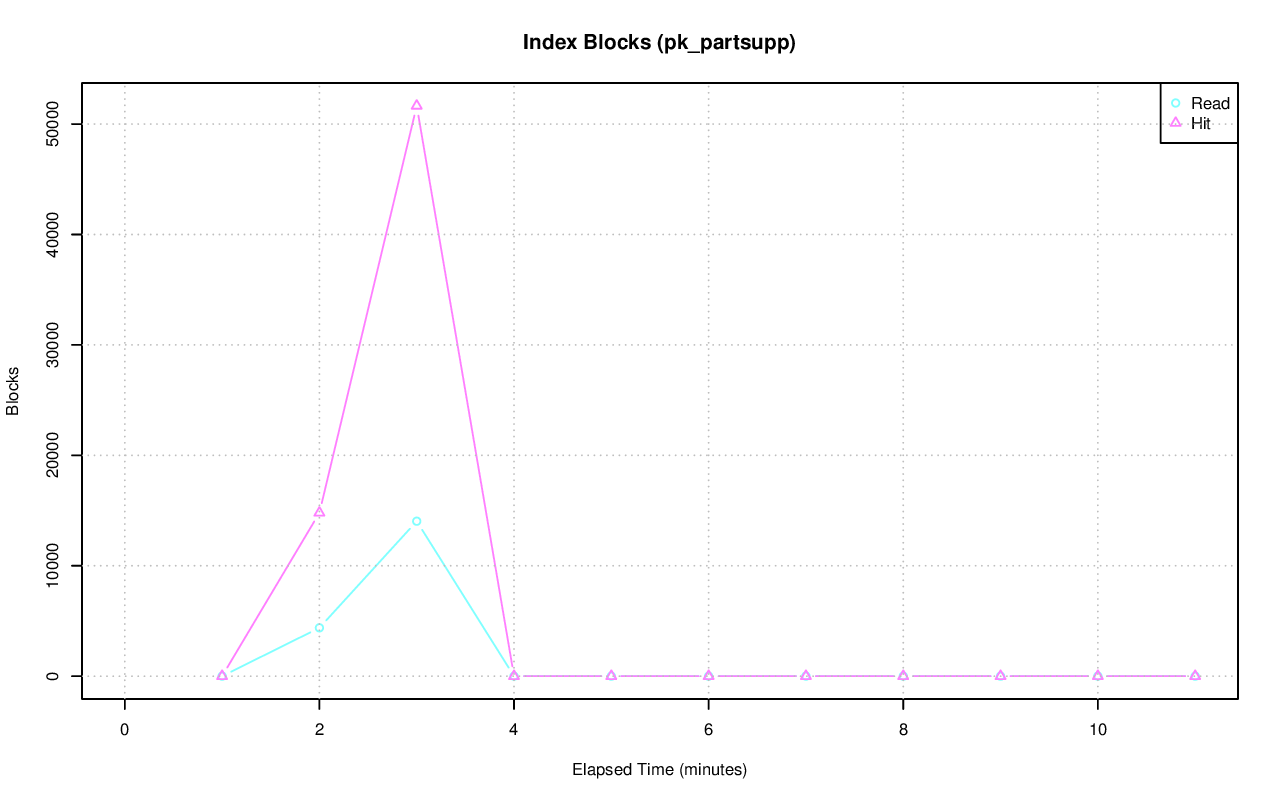 Index Blocks (pk_partsupp)
Read
Hit
Blocks
50000
40000
30000
20000
10000
0
0 2 4 6 8 10
Elapsed Time (minutes)